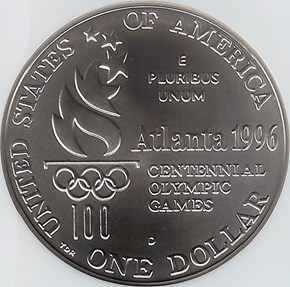 UNITED STATES OF AMERICA
E
PLURIBUS
UNUM
Atlanta 1996
CENTENNIAL
OLYMPIC
GAMES
100
D
TDR
ONE DOLLAR